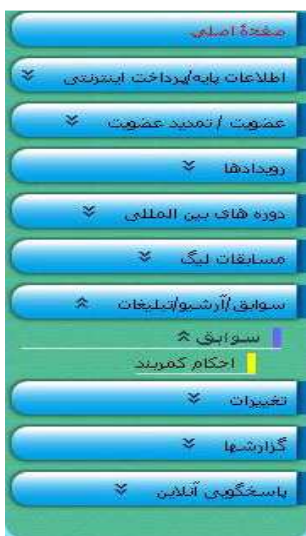 صفحهٔ اصلی
اطلاعات پایه/پرداخت اینترنتی
عضویت / تمدید عضویت
رویدادها
دوره های بین المللی
مسابقات لیگ
سوابق/آرشیو/تبلیغات
سوابق
احکام کمربند
تغییرات
گزارشها
پاسخگویی آنلاین